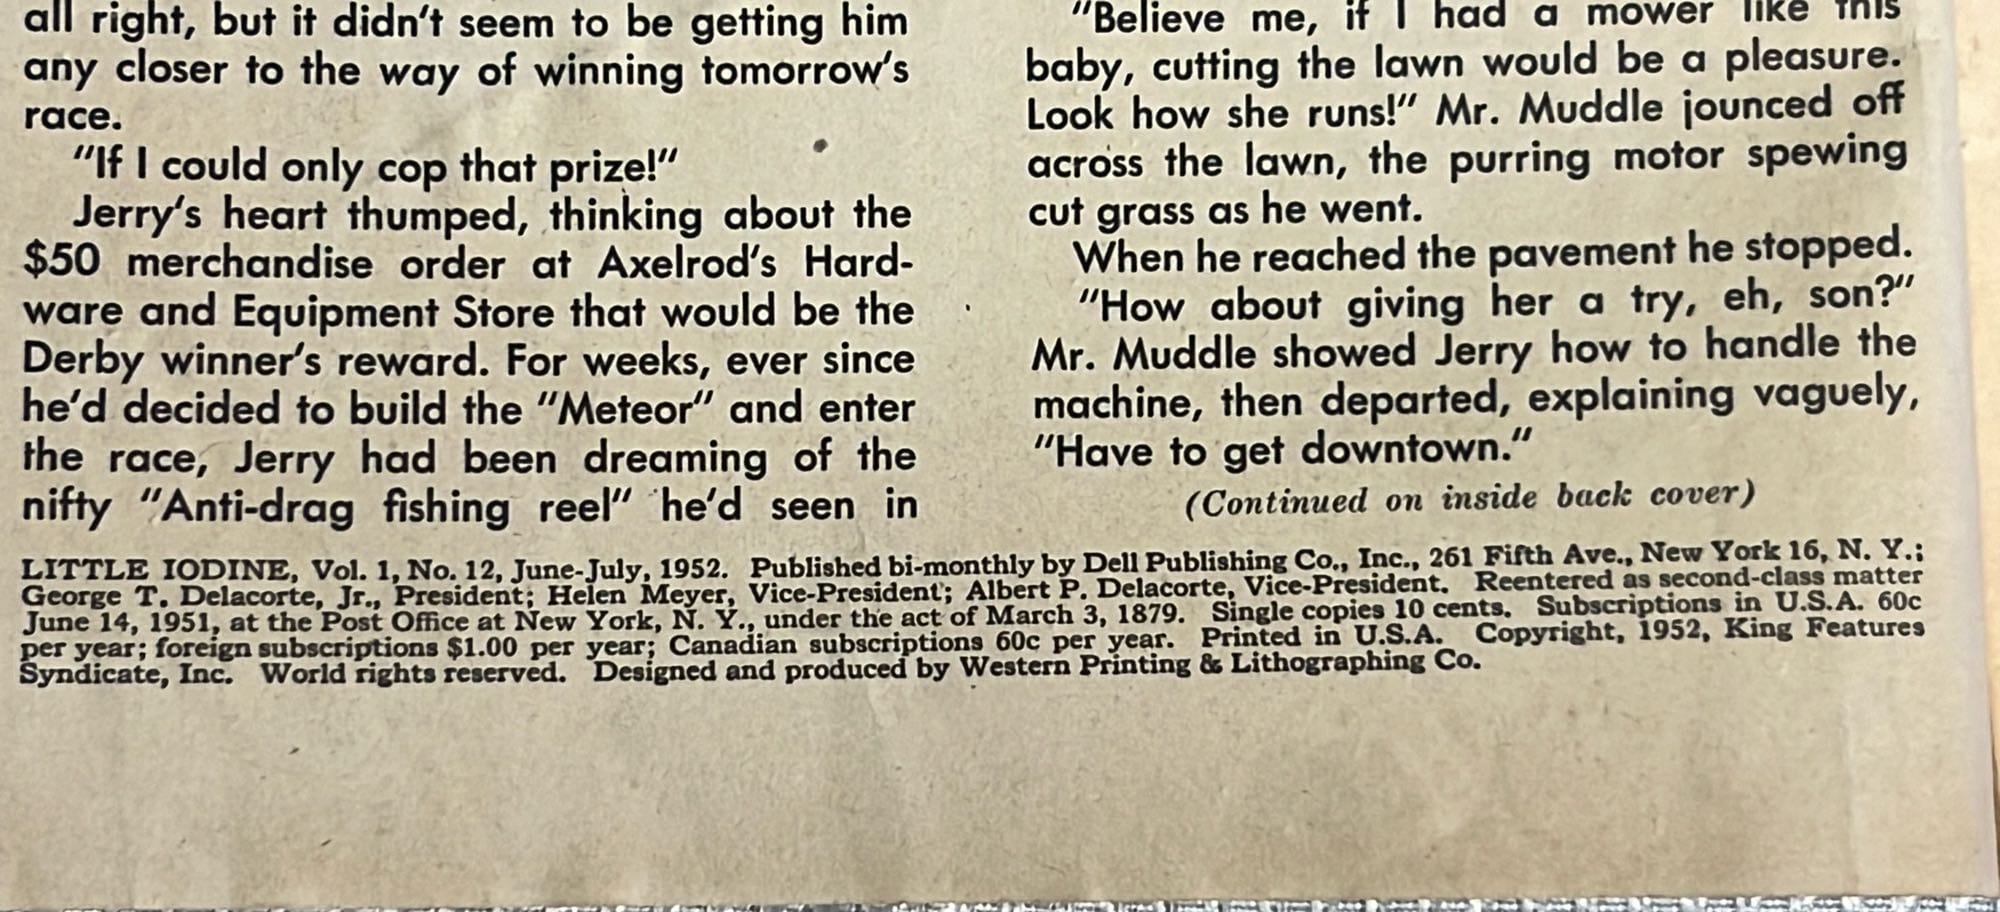 all right, but it didn't seem to be getting him
any closer to the way of winning tomorrow's
race.
"If I could only cop that prize!"
Jerry's heart thumped, thinking about the
$50 merchandise order at Axelrod's Hard-
ware and Equipment Store that would be the
Derby winner's reward. For weeks, ever since
he'd decided to build the "Meteor" and enter
the race, Jerry had been dreaming of the
nifty "Anti-drag fishing reel" he'd seen in
"Believe me, if I had a mower like this
baby, cutting the lawn would be a pleasure.
Look how she runs!" Mr. Muddle jounced off
across the lawn, the purring motor spewing
cut grass as he went.
When he reached the pavement he stopped.
"How about giving her a try, eh, son?"
Mr. Muddle showed Jerry how to handle the
machine, then departed, explaining vaguely,
"Have to get downtown."
(Continued on inside back cover)
LITTLE IODINE, Vol. 1, No. 12, June-July, 1952. Published bi-monthly by Dell Publishing Co., Inc., 261 Fifth Ave., New York 16, N. Y.;
George T. Delacorte, Jr., President; Helen Meyer, Vice-President; Albert P. Delacorte, Vice-President. Reentered as second-class matter
June 14, 1951, at the Post Office at New York, N. Y., under the act of March 3, 1879. Single copies 10 cents. Subscriptions in U.S.A. 60c
per year; foreign subscriptions $1.00 per year; Canadian subscriptions 60c per year. Printed in U.S.A. Copyright, 1952, King Features
Syndicate, Inc. World rights reserved. Designed and produced by Western Printing & Lithographing Co.